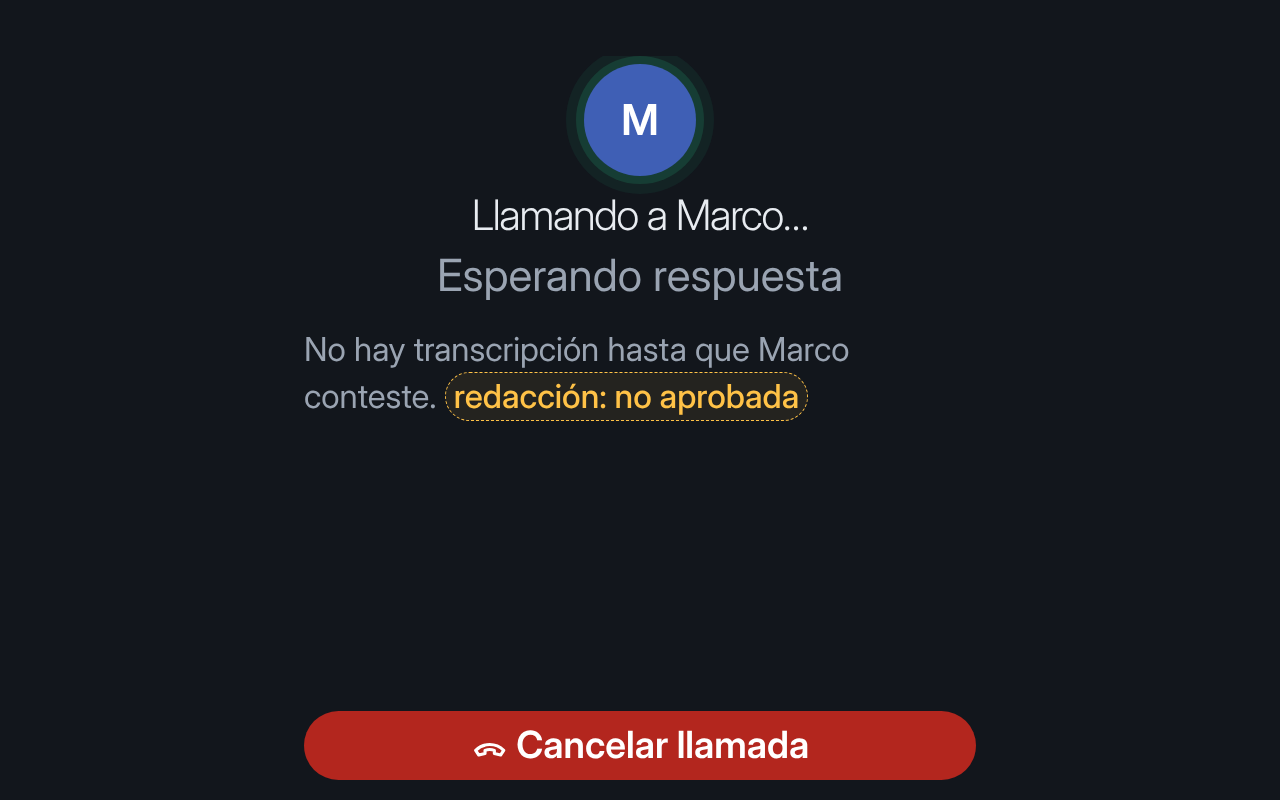 M
Llamando a Marco...
Esperando respuesta
No hay transcripción hasta que Marco
conteste. redacción: no aprobada
Cancelar llamada